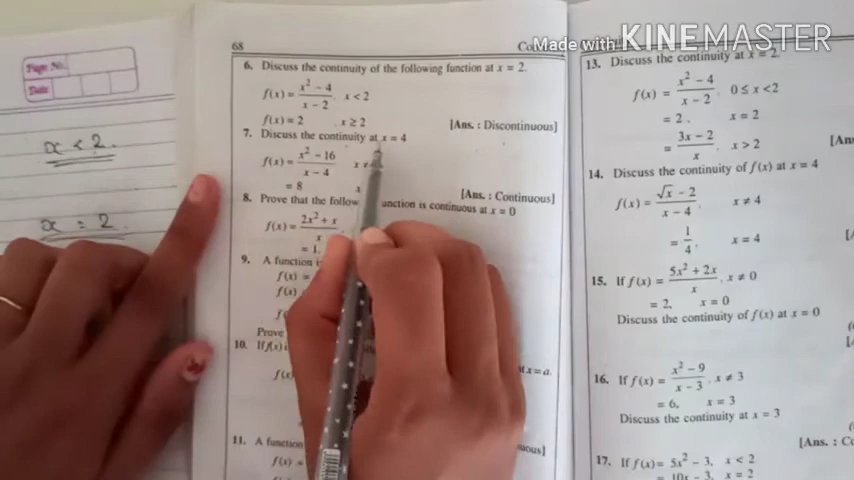 Made with KINEMASTER
Page No.
Date
x < 2.
x = 2.
68
6. Discuss the continuity of the following function at x = 2.
f(x) = (x² − 4)/(x − 2) , x < 2
f(x) = 2 , x ≥ 2
[Ans. : Discontinuous]
7. Discuss the continuity at x = 4
f(x) = (x² − 16)/(x − 4) x ≠
= 8 x
[Ans. : Continuous]
8. Prove that the follow unction is continuous at x = 0
f(x) = (2x² + x)/x
= 1,
9. A function i
f(x) =
f(x)
Prove
10. If f(x) i
at x = a.
f(x)
uous]
11. A function
f(x) =
13. Discuss the continuity at x = 2.
f(x) = (x² − 4)/(x − 2) , 0 ≤ x < 2
= 2 , x = 2
= (3x − 2)/x , x > 2
[An
14. Discuss the continuity of f(x) at x = 4
f(x) = (√x − 2)/(x − 4) , x ≠ 4
= 1/4 , x = 4
15. If f(x) = (5x² + 2x)/x , x ≠ 0
= 2, x = 0
Discuss the continuity of f(x) at x = 0
16. If f(x) = (x² − 9)/(x − 3) , x ≠ 3
= 6, x = 3
Discuss the continuity at x = 3
[Ans. : Co
17. If f(x) = 5x² − 3, x < 2
= 10x − 3, x = 2